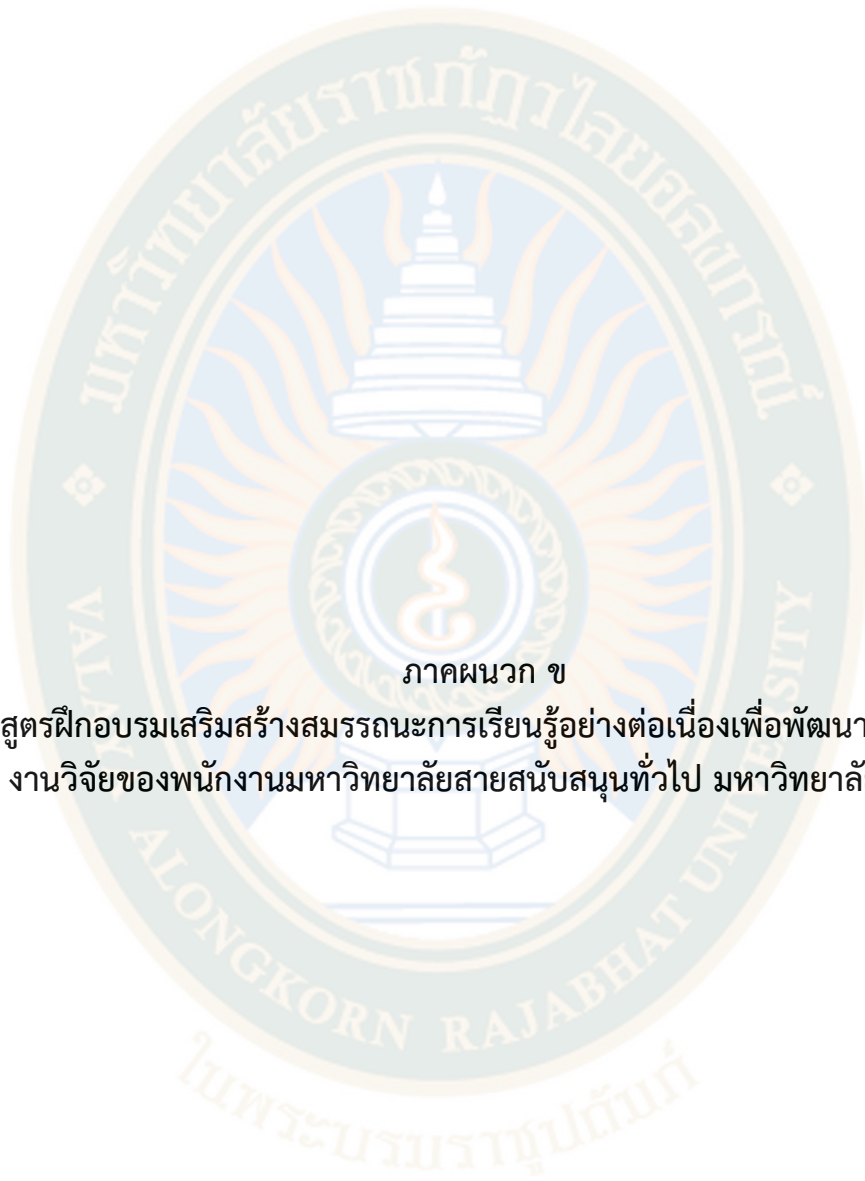 มหาวิทยาลัยราชภัฏวไลยอลงกรณ์
ภาคผนวก ข
สูตรฝึกอบรมเสริมสร้างสมรรถนะการเรียนรู้อย่างต่อเนื่องเพื่อพัฒนา
งานวิจัยของพนักงานมหาวิทยาลัยสายสนับสนุนทั่วไป มหาวิทยาลั
VALAYA ALONGKORN RAJABHAT UNIVERSITY
ในพระบรมราชูปถัมภ์